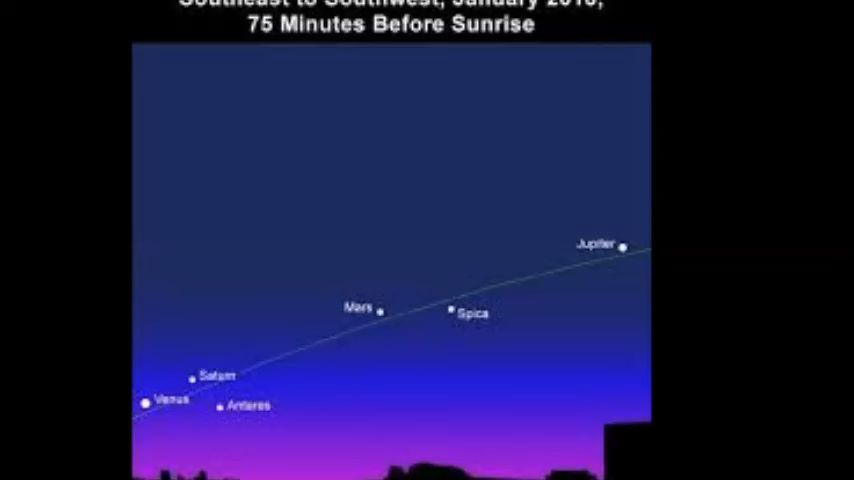 Southeast to Southwest, January 2016,
75 Minutes Before Sunrise
Jupiter
Mars
Spica
Saturn
Venus
Antares